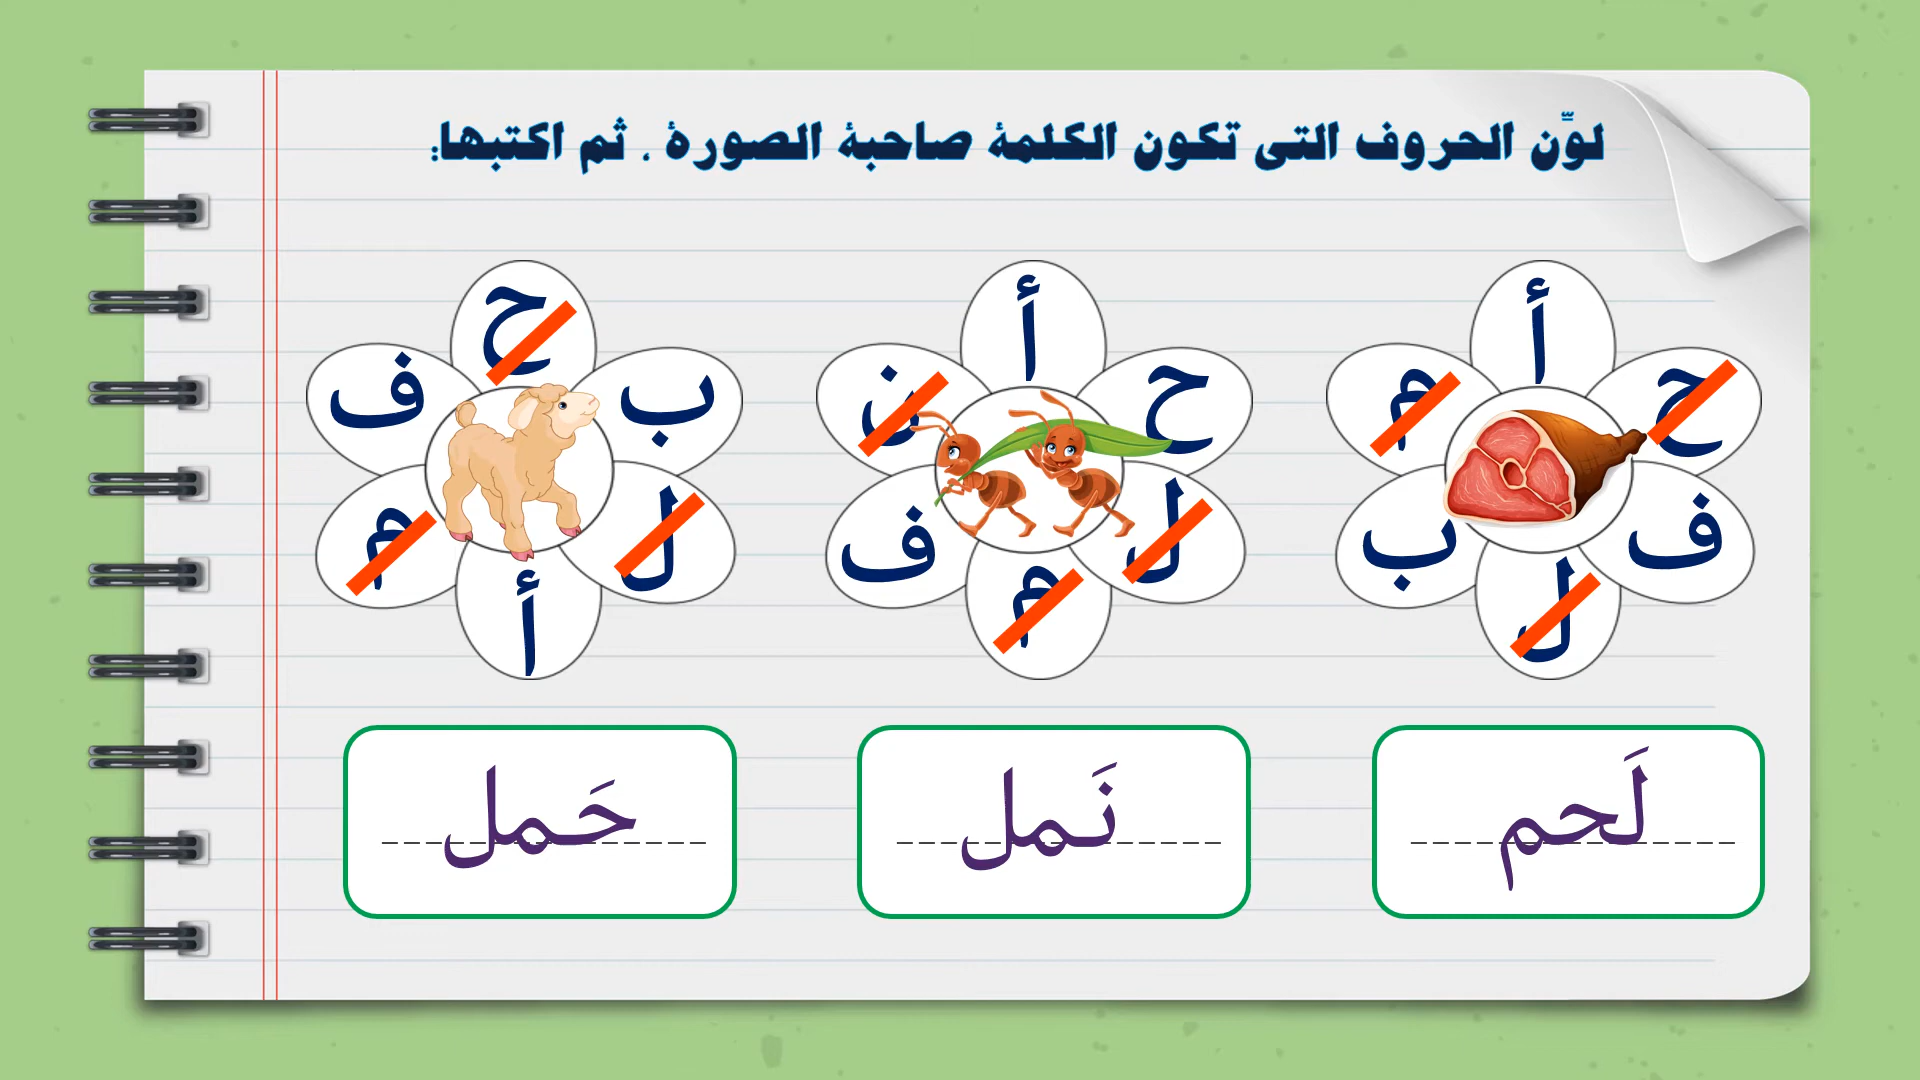 لوّن الحروف التى تكون الكلمة صاحبة الصورة . ثم اكتبها:
أ
ح
ف
ل
ب
م
أ
ح
ل
م
ف
ن
ح
ب
ل
أ
م
ف
لَحم
نَمل
حَمل